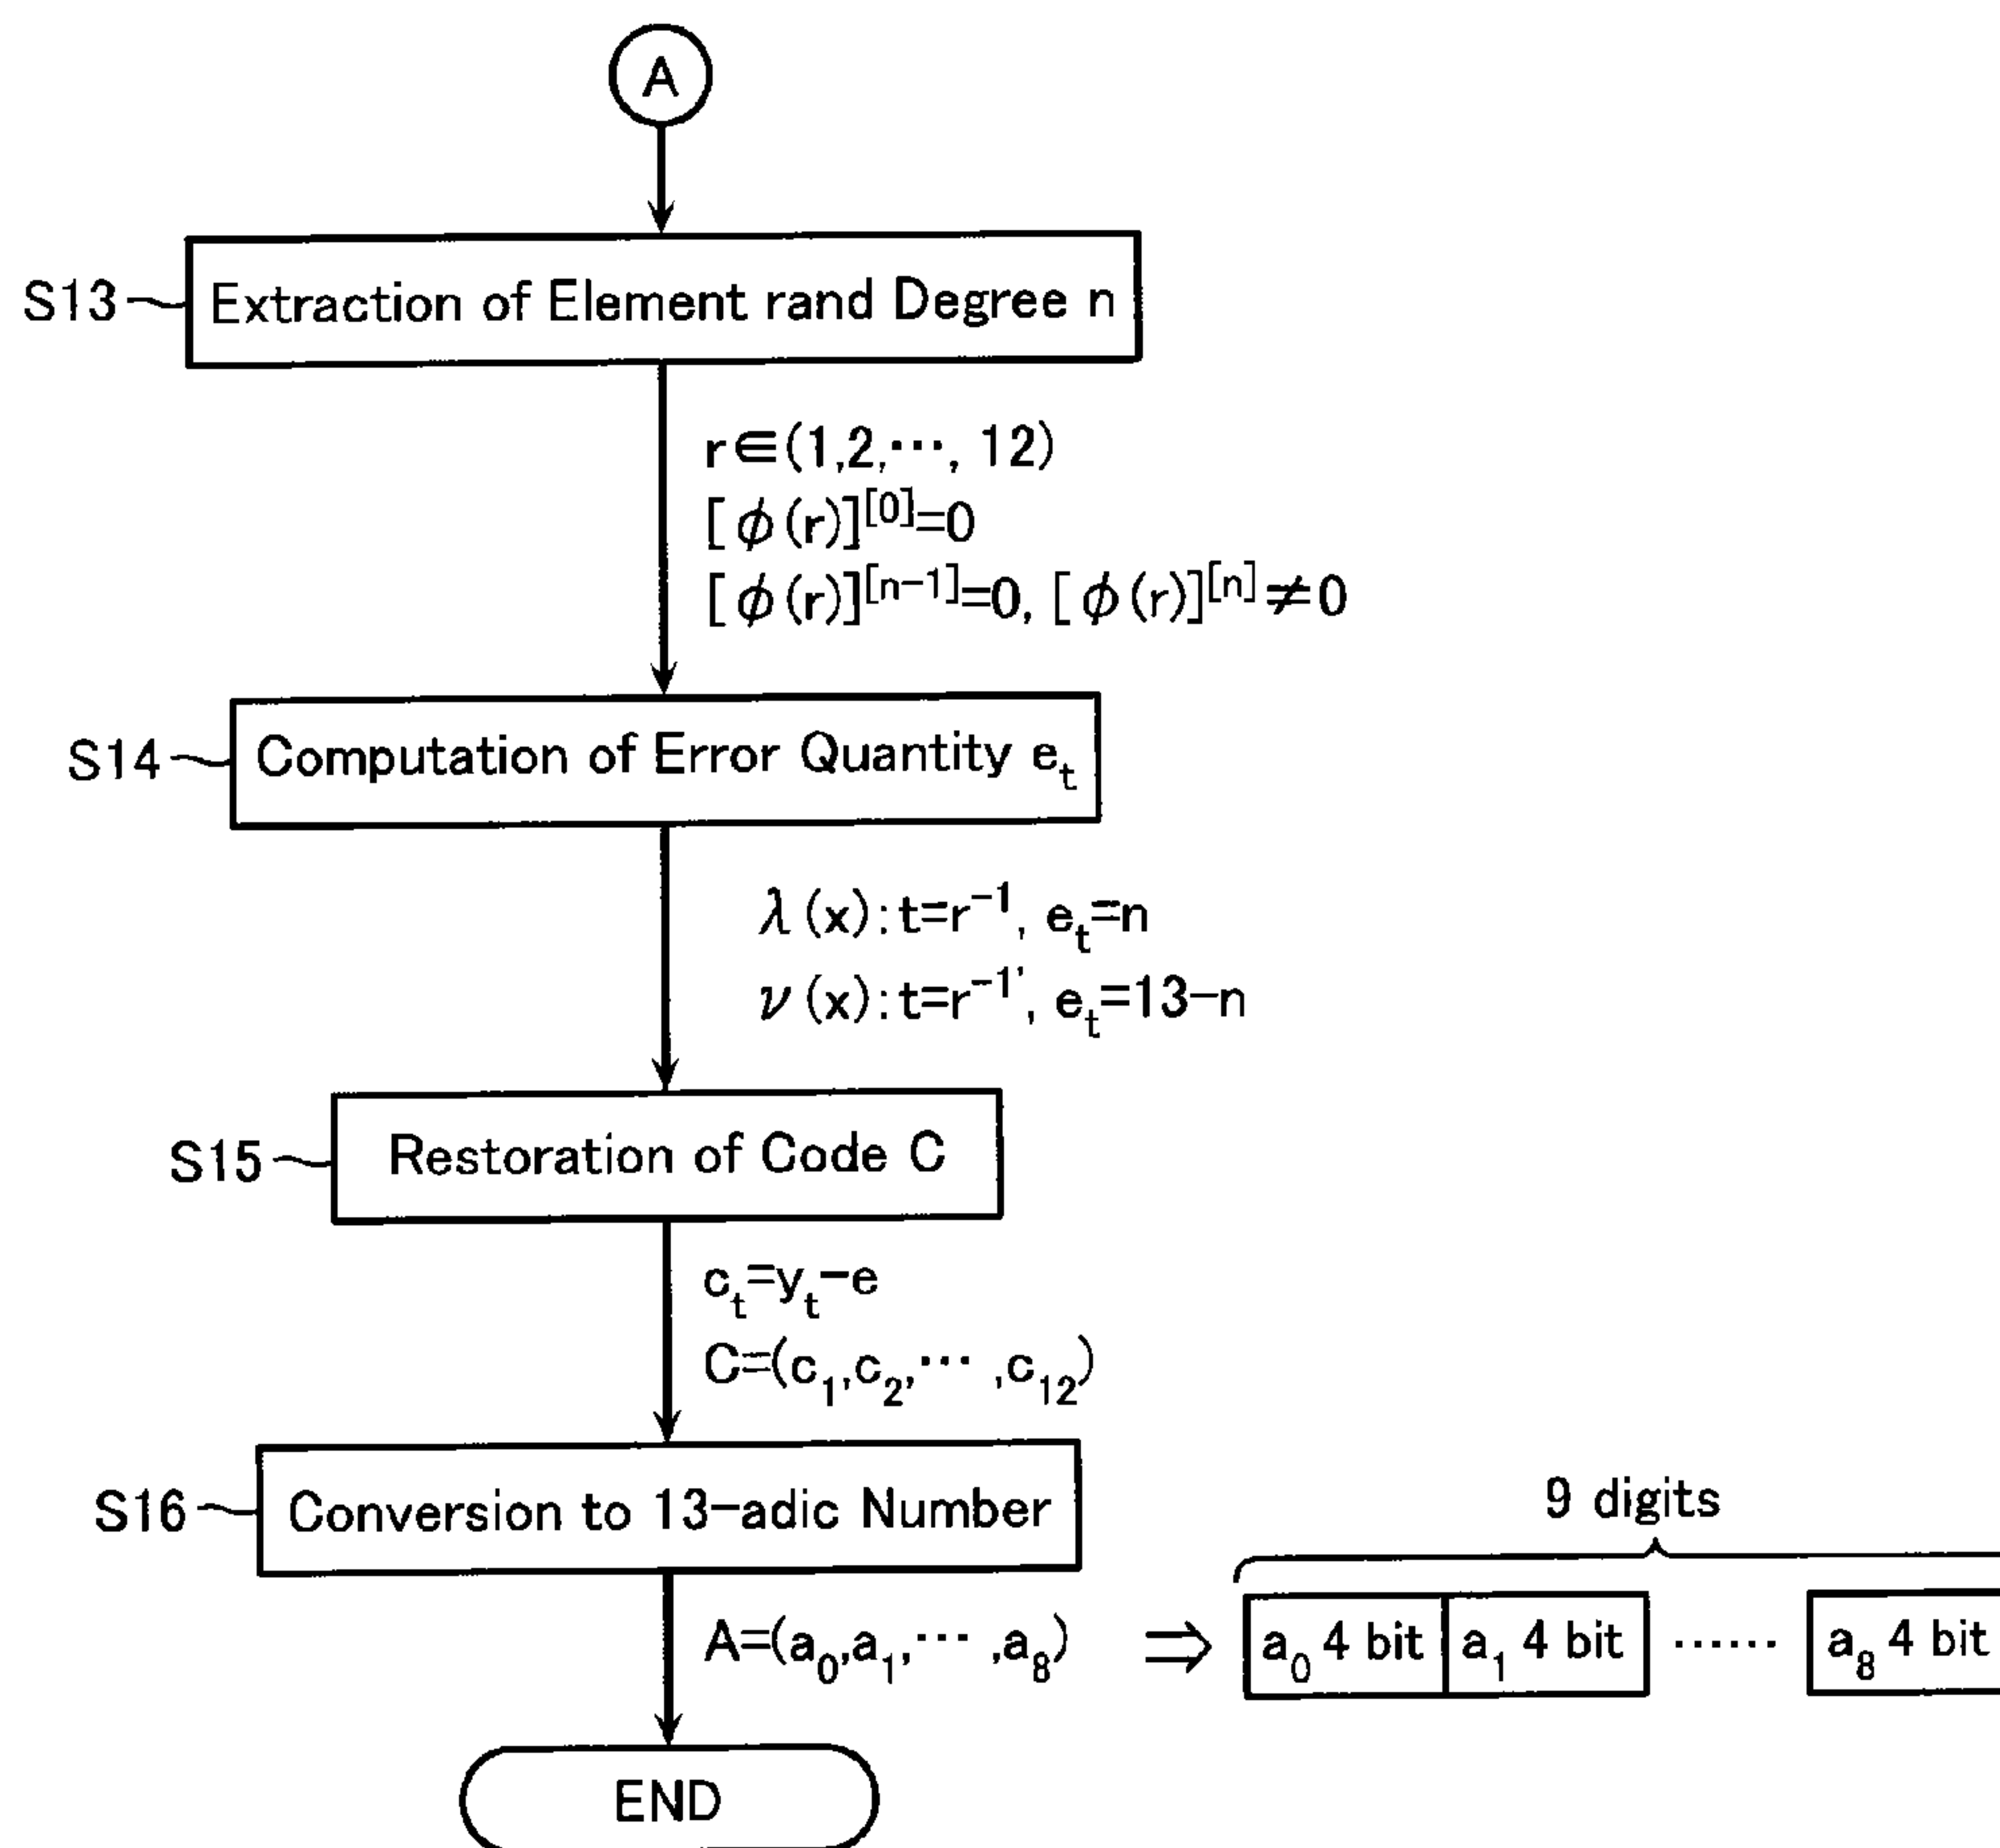 A
S13
Extraction of Element rand Degree n
r∈(1,2,⋯, 12)
[ϕ(r)]^[0]=0
[ϕ(r)]^[n-1]=0, [ϕ(r)]^[n]≠0
S14
Computation of Error Quantity e_t
λ(x):t=r^-1, e_t=n
ν(x):t=r^-1', e_t=13-n
S15
Restoration of Code C
c_t=y_t-e
C=(c_1,c_2,⋯ ,c_12)
S16
Conversion to 13-adic Number
9 digits
A=(a_0,a_1,⋯ ,a_8) ⇒ a_0 4 bit a_1 4 bit ⋯⋯ a_8 4 bit
END